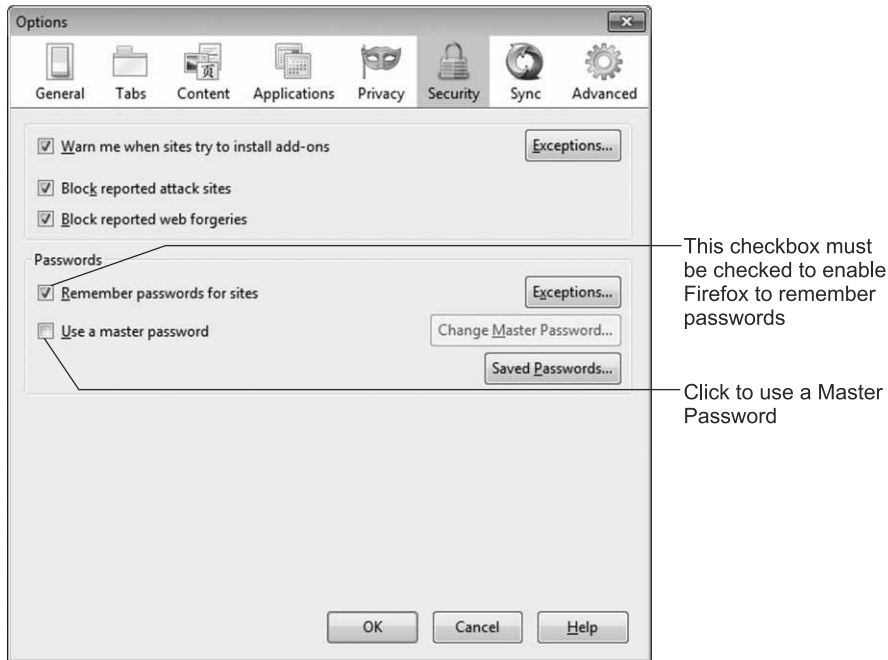 Options
General Tabs Content Applications Privacy Security Sync Advanced
Warn me when sites try to install add-ons Exceptions...
Block reported attack sites
Block reported web forgeries
Passwords
Remember passwords for sites Exceptions...
Use a master password Change Master Password...
Saved Passwords...
OK Cancel Help
This checkbox must
be checked to enable
Firefox to remember
passwords
Click to use a Master
Password
页